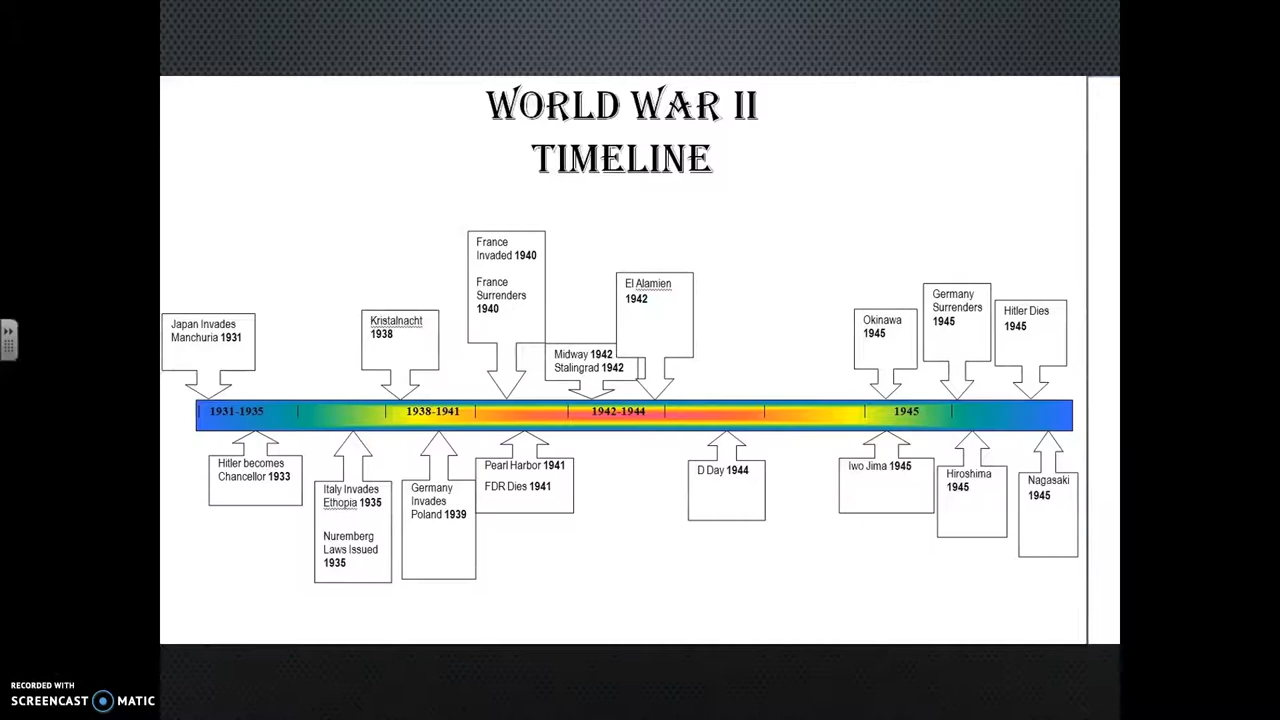 WORLD WAR II
TIMELINE
France
Invaded 1940
France
Surrenders
1940
El Alamien
1942
Germany
Surrenders
1945
Hitler Dies
1945
Okinawa
1945
Kristalnacht
1938
Japan Invades
Manchuria 1931
Midway 1942
Stalingrad 1942
1931-1935
1938-1941
1942-1944
1945
Hitler becomes
Chancellor 1933
Italy Invades
Ethopia 1935
Nuremberg
Laws Issued
1935
Germany
Invades
Poland 1939
Pearl Harbor 1941
FDR Dies 1941
D Day 1944
Iwo Jima 1945
Hiroshima
1945
Nagasaki
1945
RECORDED WITH
SCREENCAST MATIC